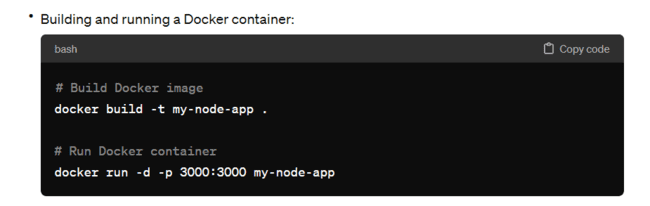 • Building and running a Docker container:
bash Copy code
# Build Docker image
docker build -t my-node-app .
# Run Docker container
docker run -d -p 3000:3000 my-node-app